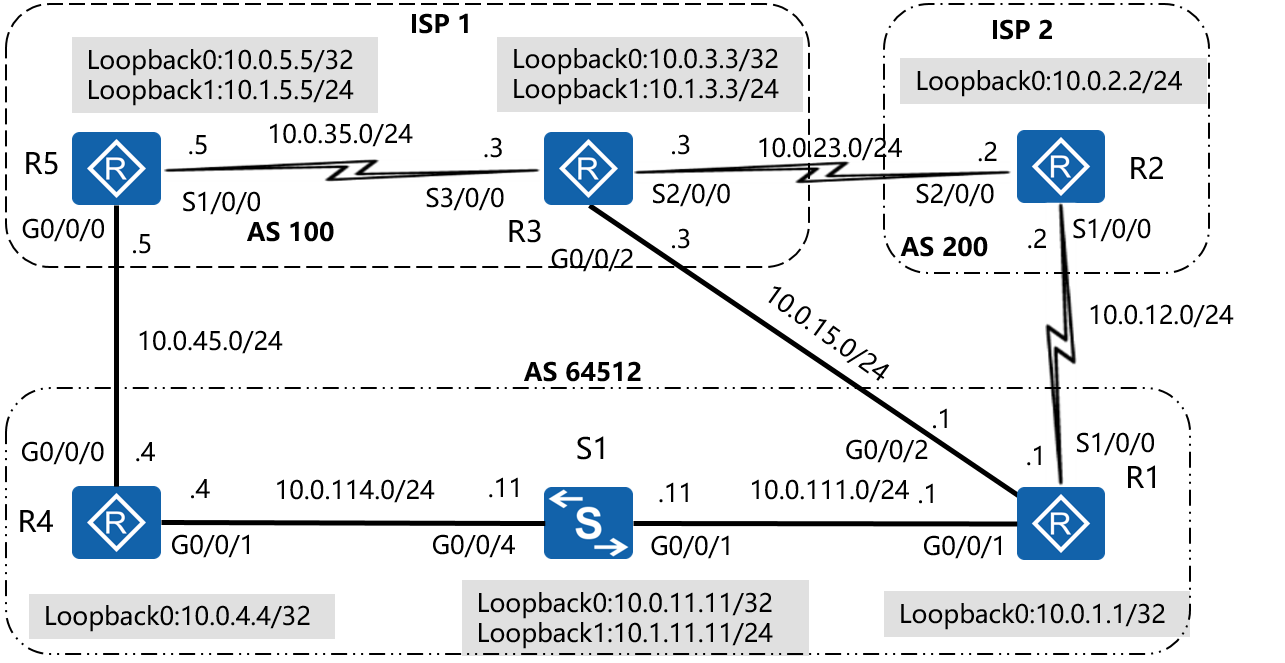 ISP 1
ISP 2
Loopback0:10.0.5.5/32
Loopback1:10.1.5.5/24
Loopback0:10.0.3.3/32
Loopback1:10.1.3.3/24
Loopback0:10.0.2.2/24
R5
R
.5
10.0.35.0/24
.3
R
.3
10.0.23.0/24
.2
R
R2
S1/0/0
S3/0/0
S2/0/0
S2/0/0
G0/0/0
.5
AS 100
R3
G0/0/2
.3
AS 200
.2
S1/0/0
10.0.45.0/24
10.0.15.0/24
10.0.12.0/24
AS 64512
G0/0/0
.4
S1
.1
G0/0/2
.1
S1/0/0
R1
R4
R
.4
10.0.114.0/24
.11
S
.11
10.0.111.0/24
.1
R
G0/0/1
G0/0/4
G0/0/1
G0/0/1
Loopback0:10.0.4.4/32
Loopback0:10.0.11.11/32
Loopback1:10.1.11.11/24
Loopback0:10.0.1.1/32